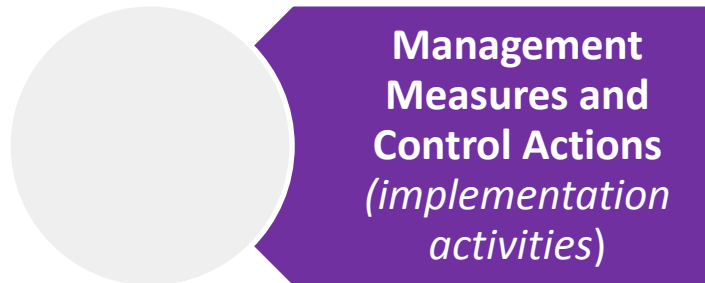 Management
Measures and
Control Actions
(implementation
activities)